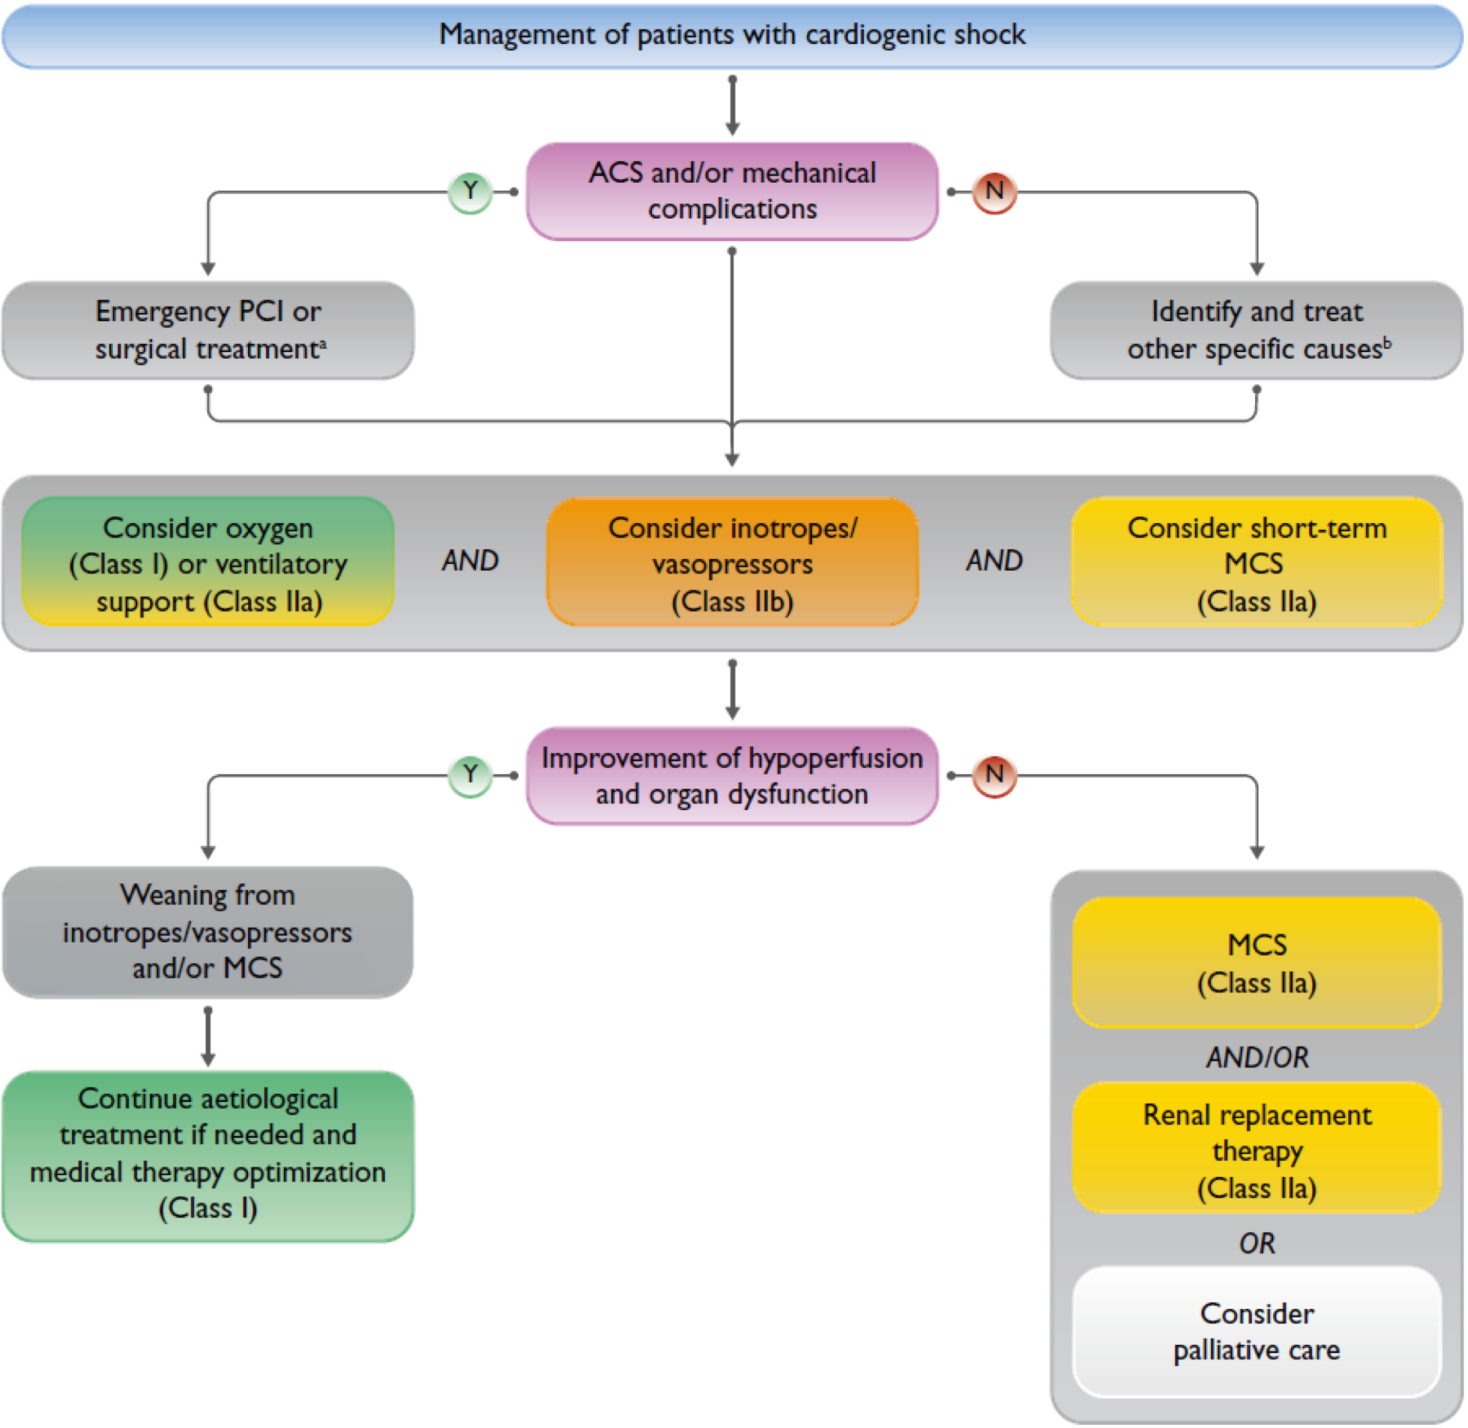 Management of patients with cardiogenic shock
ACS and/or mechanical
complications
Y
N
Emergency PCI or
surgical treatmentᵃ
Identify and treat
other specific causesᵇ
Consider oxygen
(Class I) or ventilatory
support (Class IIa)
AND
Consider inotropes/
vasopressors
(Class IIb)
AND
Consider short-term
MCS
(Class IIa)
Improvement of hypoperfusion
and organ dysfunction
Y
N
Weaning from
inotropes/vasopressors
and/or MCS
Continue aetiological
treatment if needed and
medical therapy optimization
(Class I)
MCS
(Class IIa)
AND/OR
Renal replacement
therapy
(Class IIa)
OR
Consider
palliative care